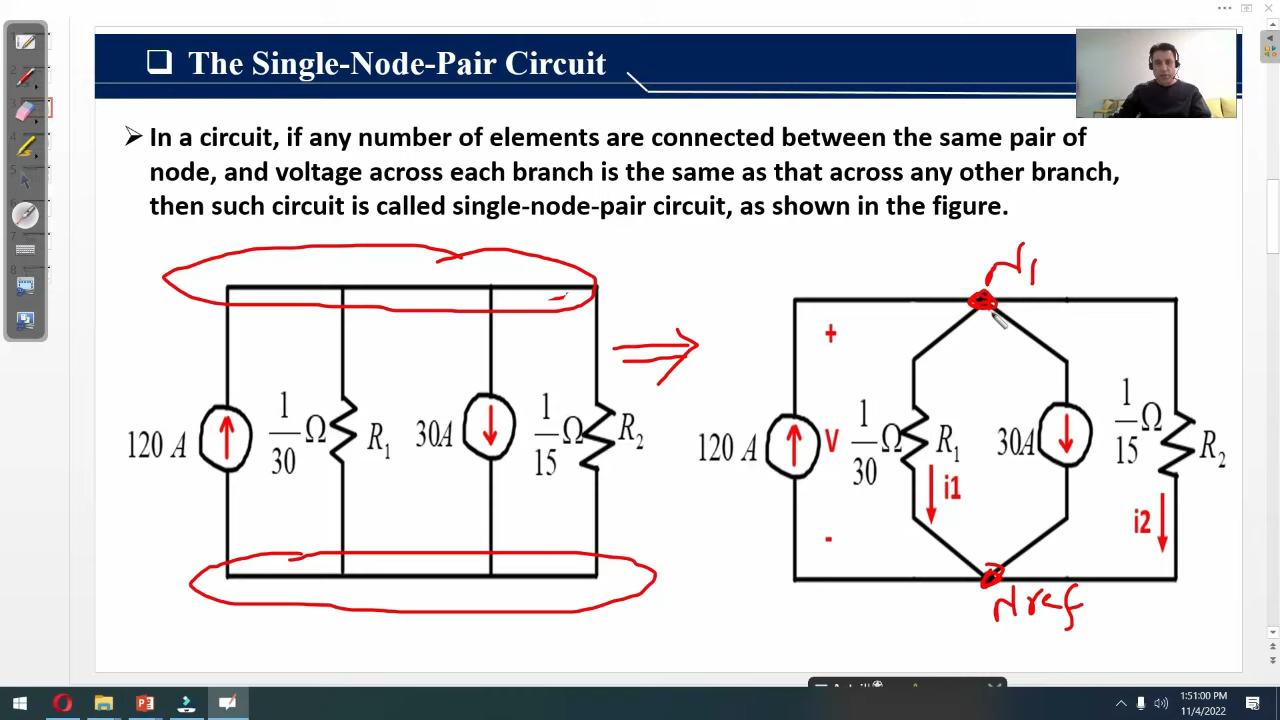 ❑ The Single-Node-Pair Circuit
➢ In a circuit, if any number of elements are connected between the same pair of
node, and voltage across each branch is the same as that across any other branch,
then such circuit is called single-node-pair circuit, as shown in the figure.
120 A
1/30 Ω
R₁
30A
1/15 Ω
R₂
N1
+
120 A
V
-
1/30 Ω
R₁
i1
30A
1/15 Ω
R₂
i2
Nref
1:51:00 PM
11/4/2022